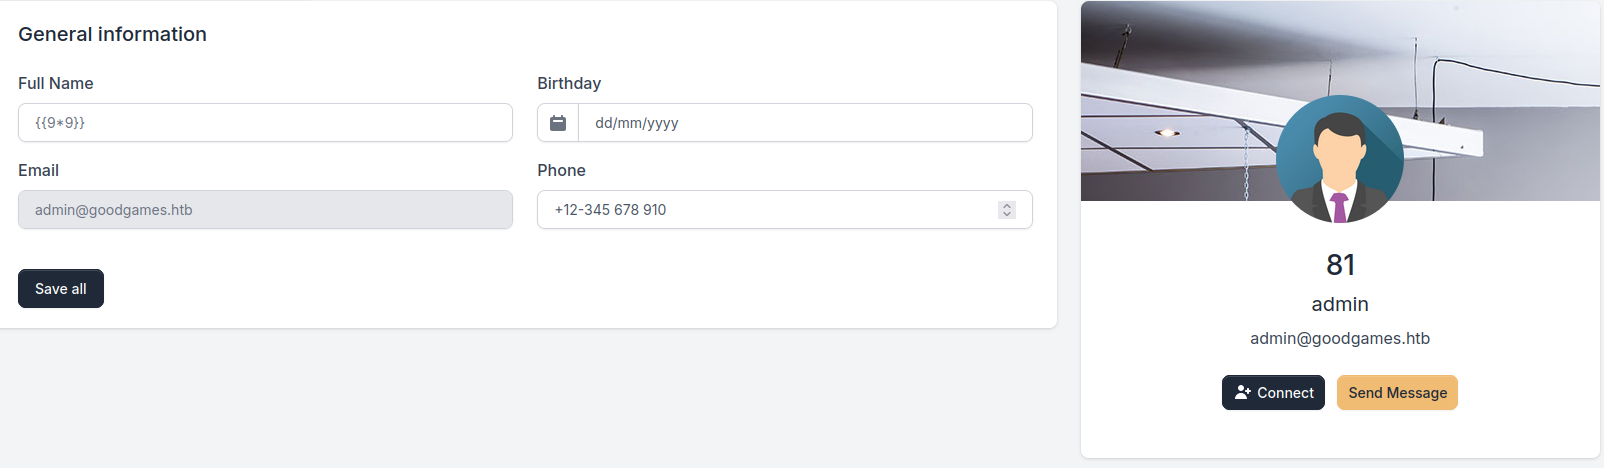 General information
Full Name
Birthday
{{9*9}}
dd/mm/yyyy
Email
Phone
admin@goodgames.htb
+12-345 678 910
Save all
81
admin
admin@goodgames.htb
Connect
Send Message